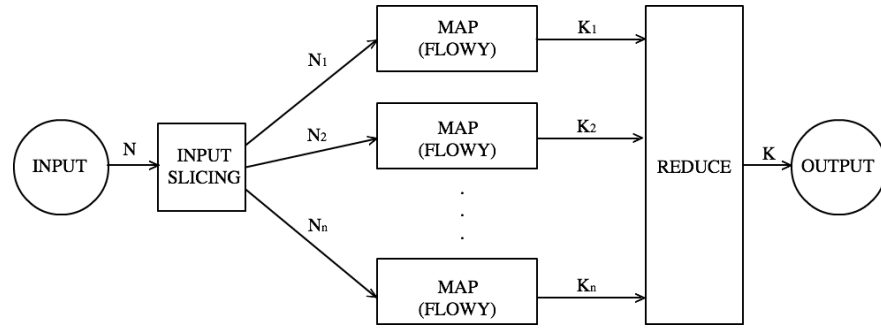 INPUT
N
INPUT
SLICING
N₁
N₂
Nₙ
MAP
(FLOWY)
MAP
(FLOWY)
MAP
(FLOWY)
K₁
K₂
Kₙ
REDUCE
K
OUTPUT